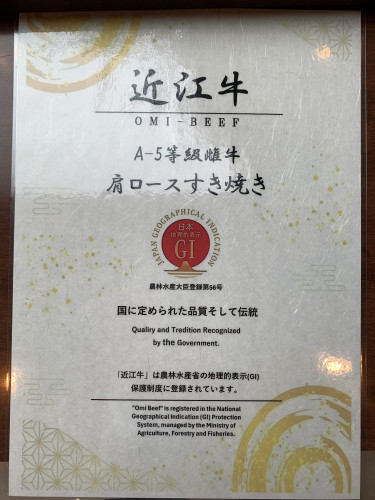 近江牛
OMI-BEEF
A-5等級雌牛
肩ロースすき焼き
JAPAN GEOGRAPHICAL INDICATION
日本
地理的表示
GI
農林水産大臣登録第56号
国に定められた品質そして伝統
Qualiry and Tredition Recognized
by the Government.
「近江牛」は農林水産省の地理的表示(GI)
保護制度に登録されています。
"Omi Beef" is registered in the National
Geographical Indication (GI) Protection
System, managed by the Ministry of
Agriculture, Forestry and Fisheries.